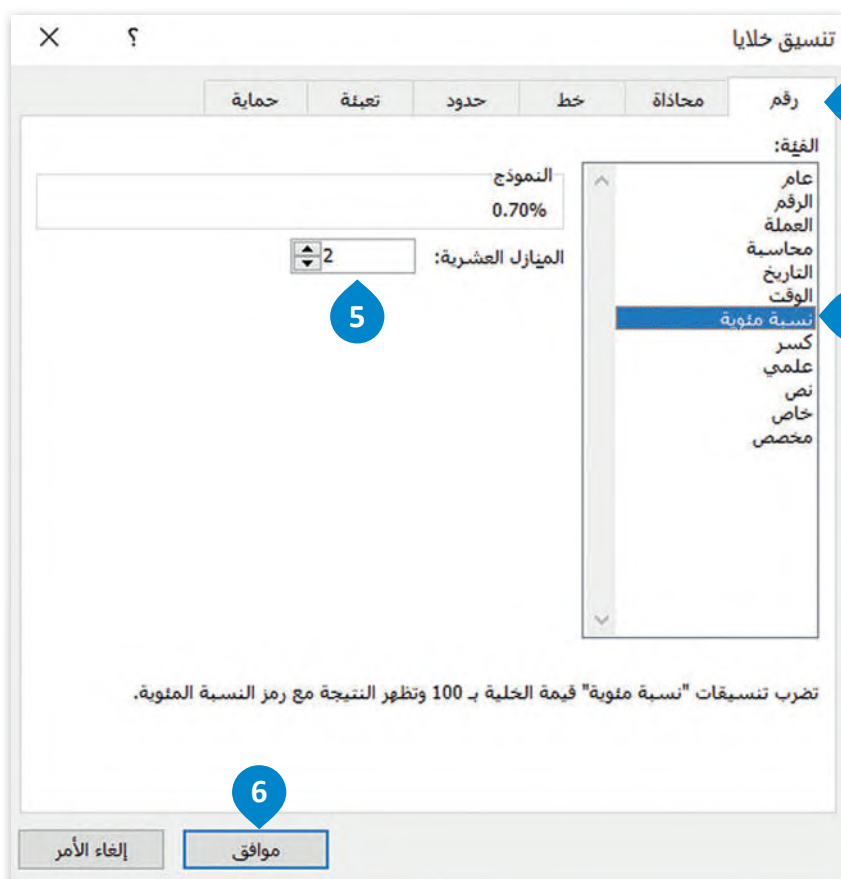 تنسيق خلايا
؟
رقم
محاذاة
خط
حدود
تعبئة
حماية
الفئة:
عام
الرقم
العملة
محاسبة
التاريخ
الوقت
نسبة مئوية
كسر
علمي
نص
خاص
مخصص
النموذج
0.70%
المنازل العشرية:
2
5
تضرب تنسيقات "نسبة مئوية" قيمة الخلية بـ 100 وتظهر النتيجة مع رمز النسبة المئوية.
6
موافق
إلغاء الأمر